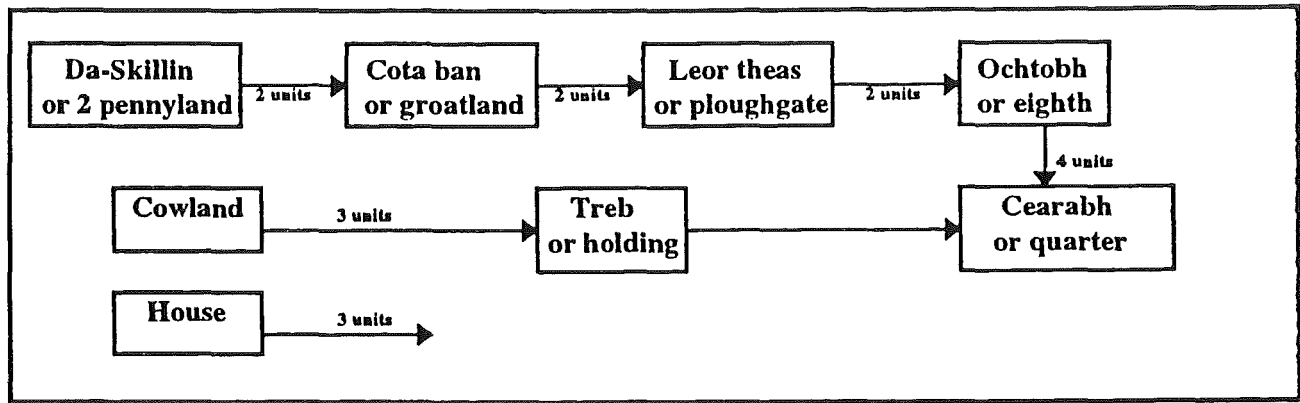 Da-Skillin
or 2 pennyland
2 units
Cota ban
or groatland
2 units
Leor theas
or ploughgate
2 units
Ochtobh
or eighth
4 units
Cowland
3 units
Treb
or holding
Cearabh
or quarter
House
3 units